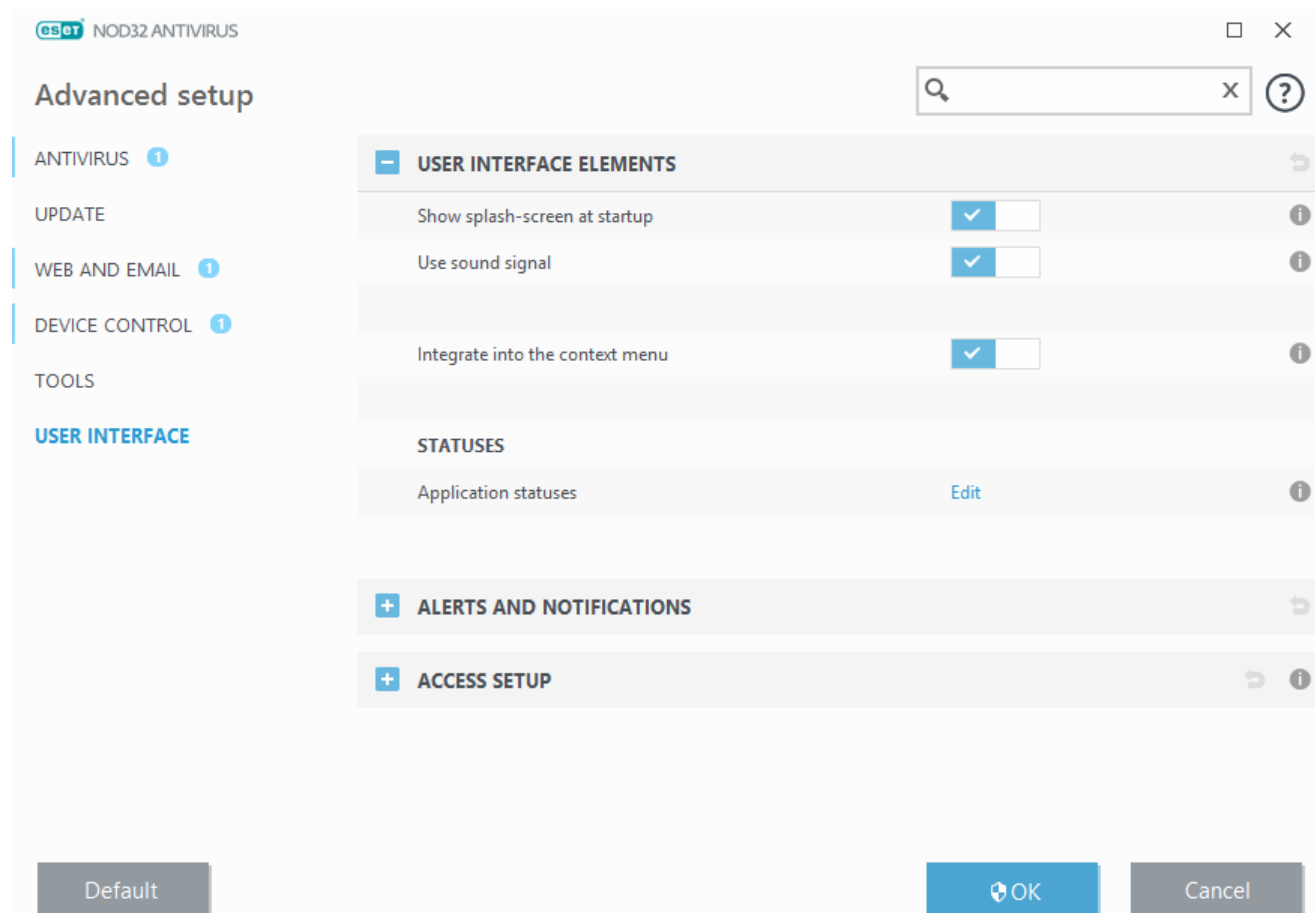 eset NOD32 ANTIVIRUS
Advanced setup
X
?
ANTIVIRUS 1
UPDATE
WEB AND EMAIL 1
DEVICE CONTROL 1
TOOLS
USER INTERFACE
USER INTERFACE ELEMENTS
Show splash-screen at startup
Use sound signal
Integrate into the context menu
STATUSES
Application statuses Edit
ALERTS AND NOTIFICATIONS
ACCESS SETUP
Default OK Cancel